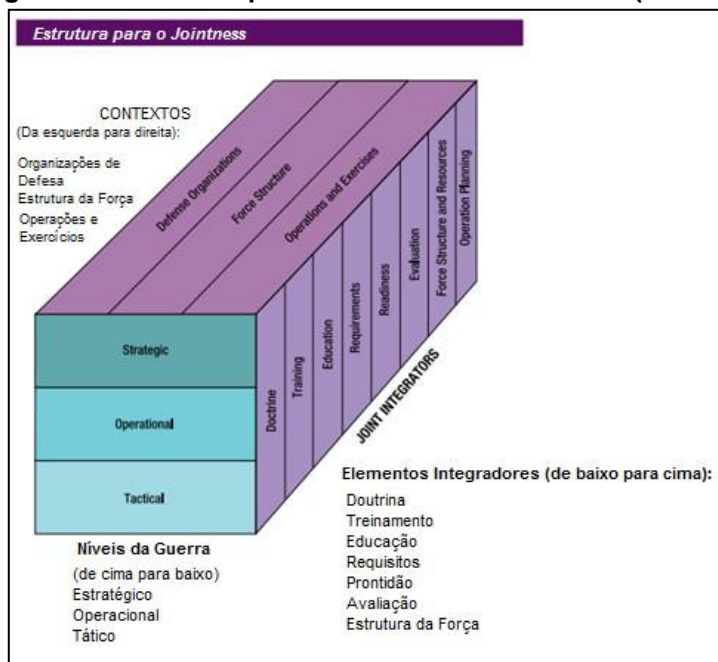 Estrutura para o Jointness
CONTEXTOS
(Da esquerda para direita):
Organizações de
Defesa
Estrutura da Força
Operações e
Exercícios
Defense Organizations
Force Structure
Operations and Exercises
Strategic
Operational
Tactical
Doctrine
Training
Education
Requirements
Readiness
Evaluation
Force Structure and Resources
Operation Planning
JOINT INTEGRATORS
Níveis da Guerra
(de cima para baixo)
Estratégico
Operacional
Tático
Elementos Integradores (de baixo para cima):
Doutrina
Treinamento
Educação
Requisitos
Prontidão
Avaliação
Estrutura da Força